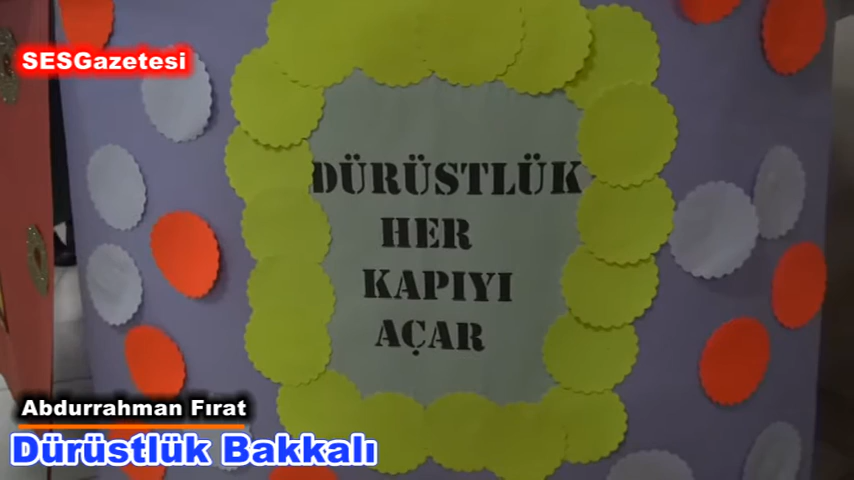 SESGazetesi
DÜRÜSTLÜK
HER
KAPIYI
AÇAR
Abdurrahman Fırat
Dürüstlük Bakkalı